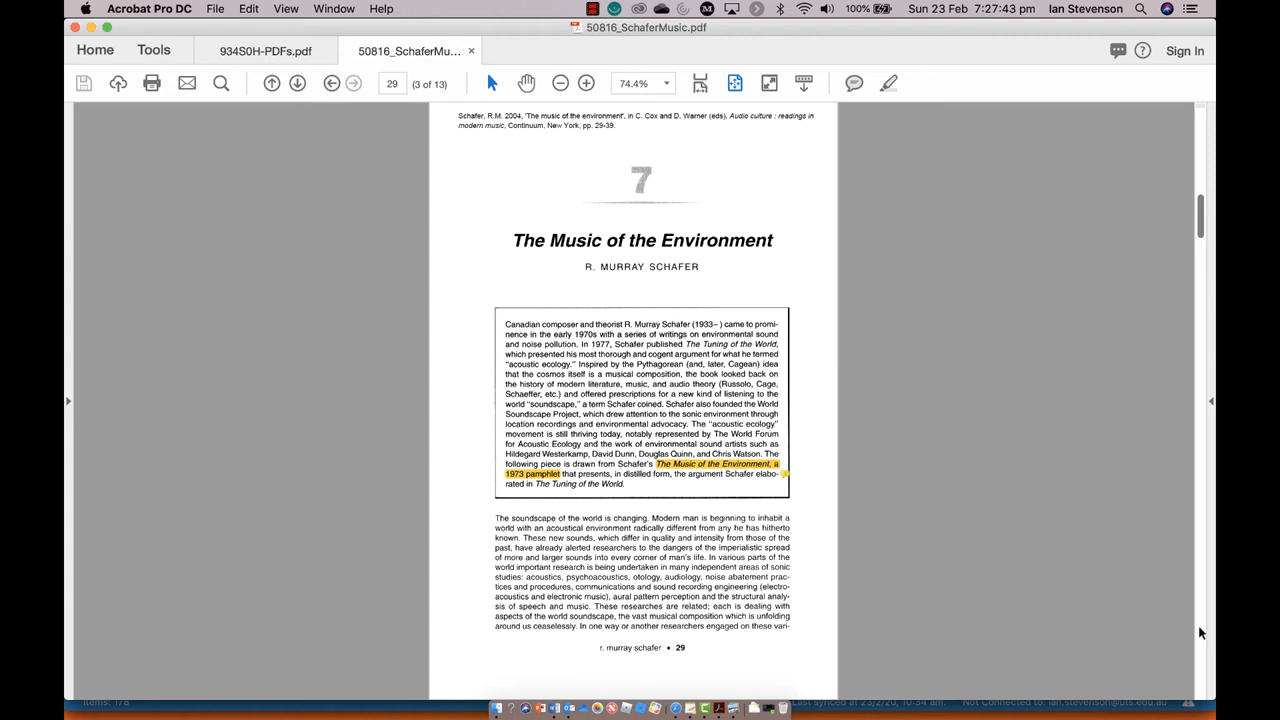 Acrobat Pro DC File Edit View Window Help 100% Sun 23 Feb 7:27:43 pm Ian Stevenson
50816_SchaferMusic.pdf
Home Tools 934S0H-PDFs.pdf 50816_SchaferMu... × Sign In
29 (3 of 13) 74.4%
Schafer, R.M. 2004, 'The music of the environment', in C. Cox and D. Warner (eds), Audio culture : readings in
modern music, Continuum, New York, pp. 29-39.
7
The Music of the Environment
R. MURRAY SCHAFER
Canadian composer and theorist R. Murray Schafer (1933– ) came to promi-
nence in the early 1970s with a series of writings on environmental sound
and noise pollution. In 1977, Schafer published The Tuning of the World,
which presented his most thorough and cogent argument for what he termed
“acoustic ecology.” Inspired by the Pythagorean (and, later, Cagean) idea
that the cosmos itself is a musical composition, the book looked back on
the history of modern literature, music, and audio theory (Russolo, Cage,
Schaeffer, etc.) and offered prescriptions for a new kind of listening to the
world “soundscape,” a term Schafer coined. Schafer also founded the World
Soundscape Project, which drew attention to the sonic environment through
location recordings and environmental advocacy. The “acoustic ecology”
movement is still thriving today, notably represented by The World Forum
for Acoustic Ecology and the work of environmental sound artists such as
Hildegard Westerkamp, David Dunn, Douglas Quinn, and Chris Watson. The
following piece is drawn from Schafer’s The Music of the Environment, a
1973 pamphlet that presents, in distilled form, the argument Schafer elabo-
rated in The Tuning of the World.
The soundscape of the world is changing. Modern man is beginning to inhabit a
world with an acoustical environment radically different from any he has hitherto
known. These new sounds, which differ in quality and intensity from those of the
past, have already alerted researchers to the dangers of the imperialistic spread
of more and larger sounds into every corner of man’s life. In various parts of the
world important research is being undertaken in many independent areas of sonic
studies: acoustics, psychoacoustics, otology, audiology, noise abatement prac-
tices and procedures, communications and sound recording engineering (electro-
acoustics and electronic music), aural pattern perception and the structural analy-
sis of speech and music. These researches are related; each is dealing with
aspects of the world soundscape, the vast musical composition which is unfolding
around us ceaselessly. In one way or another researchers engaged on these vari-
r. murray schafer • 29
Items: 178 Last synced at 23/2/20, 10:34 am. Not Connected to: ian.stevenson@uts.edu.au